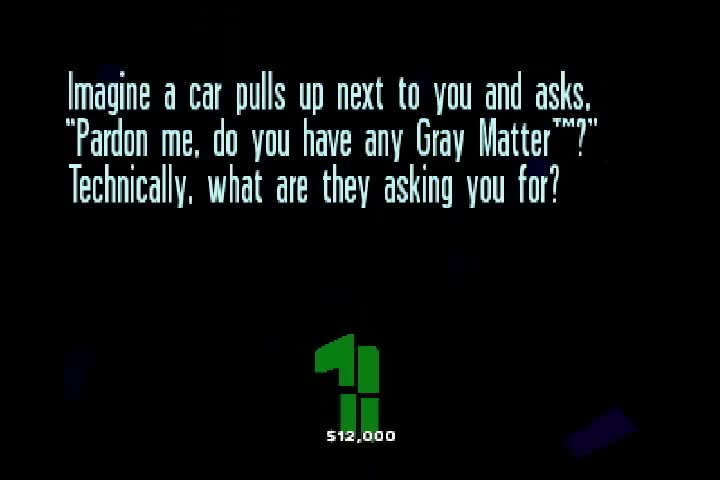 Imagine a car pulls up next to you and asks,
“Pardon me, do you have any Gray Matter™?”
Technically, what are they asking you for?
1
$12,000